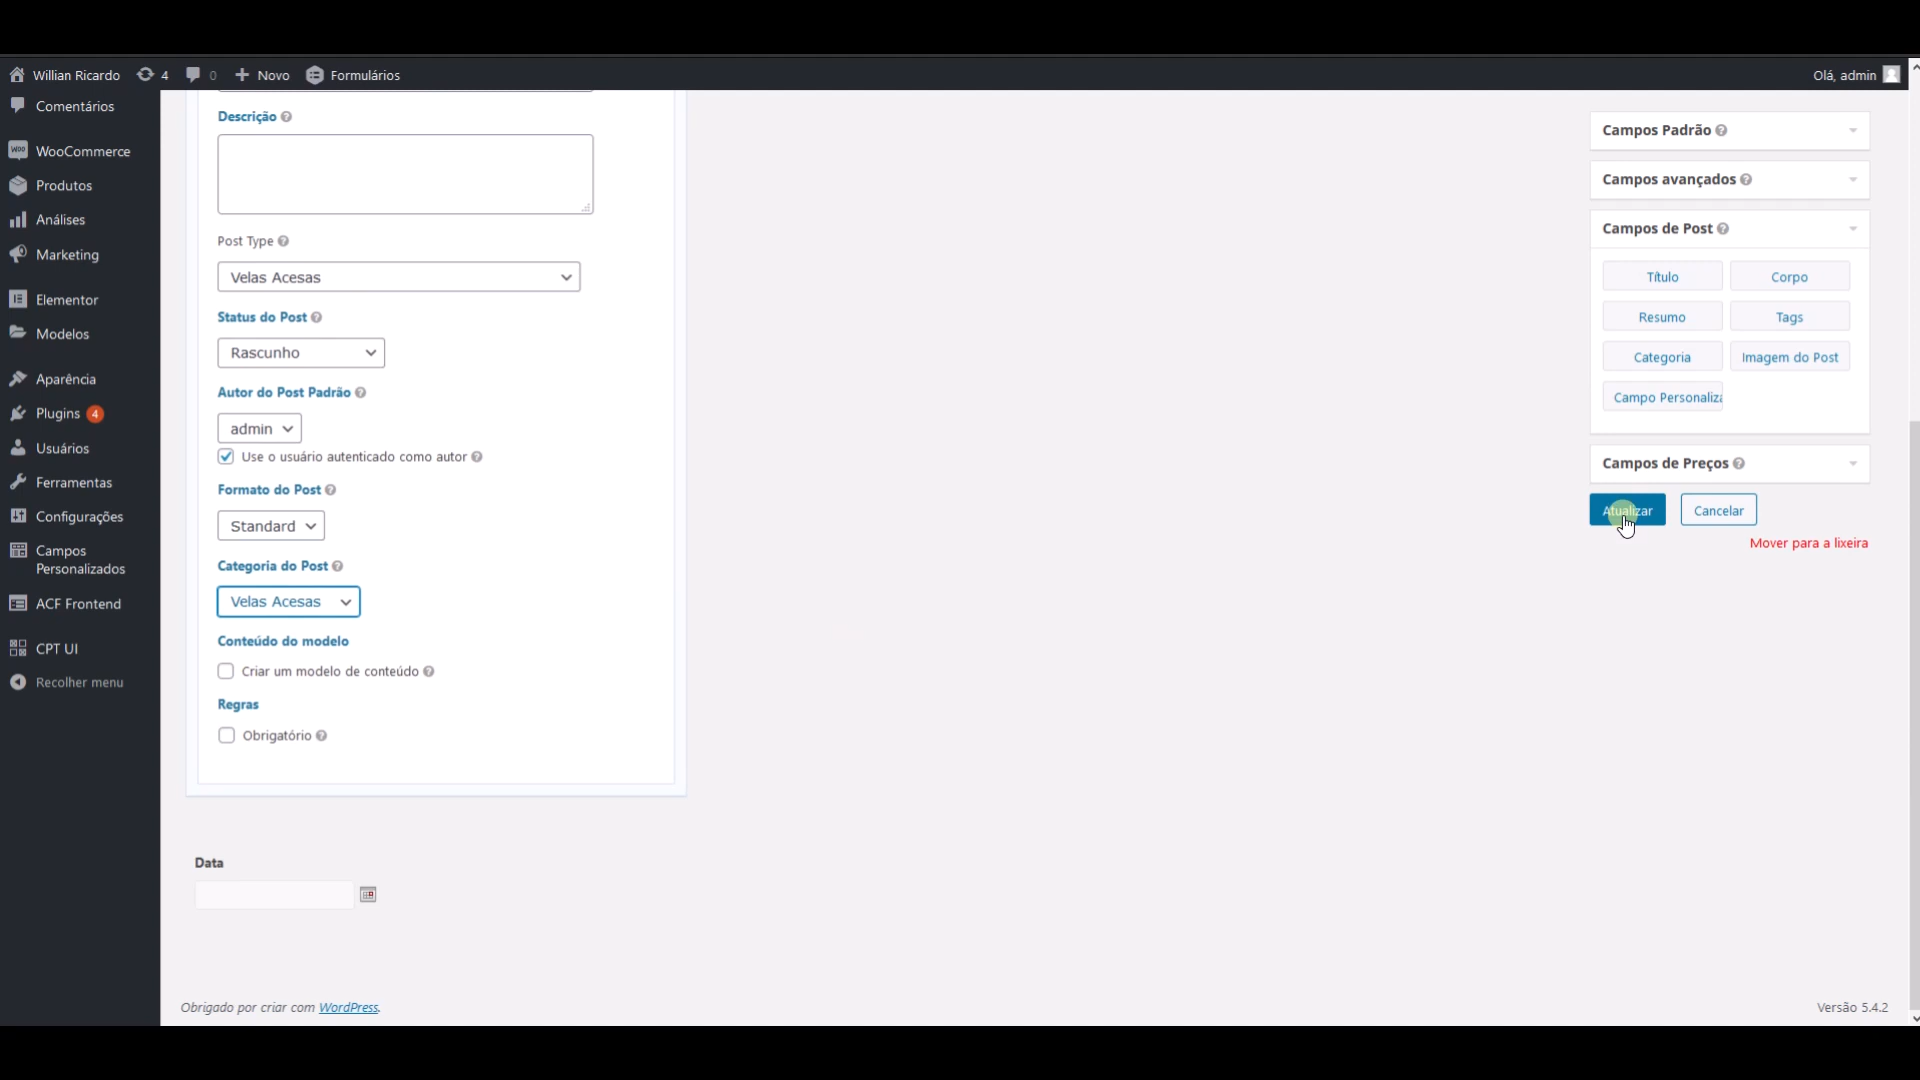 Willian Ricardo 4 0 Novo Formulários Olá, admin
Comentários
WooCommerce
Produtos
Análises
Marketing
Elementor
Modelos
Aparência
Plugins 4
Usuários
Ferramentas
Configurações
Campos
Personalizados
ACF Frontend
CPT UI
Recolher menu
Descrição
Post Type
Velas Acesas
Status do Post
Rascunho
Autor do Post Padrão
admin
Use o usuário autenticado como autor
Formato do Post
Standard
Categoria do Post
Velas Acesas
Conteúdo do modelo
Criar um modelo de conteúdo
Regras
Obrigatório
Data
Campos Padrão
Campos avançados
Campos de Post
Título Corpo
Resumo Tags
Categoria Imagem do Post
Campo Personaliza
Campos de Preços
Atualizar Cancelar
Mover para a lixeira
Obrigado por criar com WordPress.
Versão 5.4.2